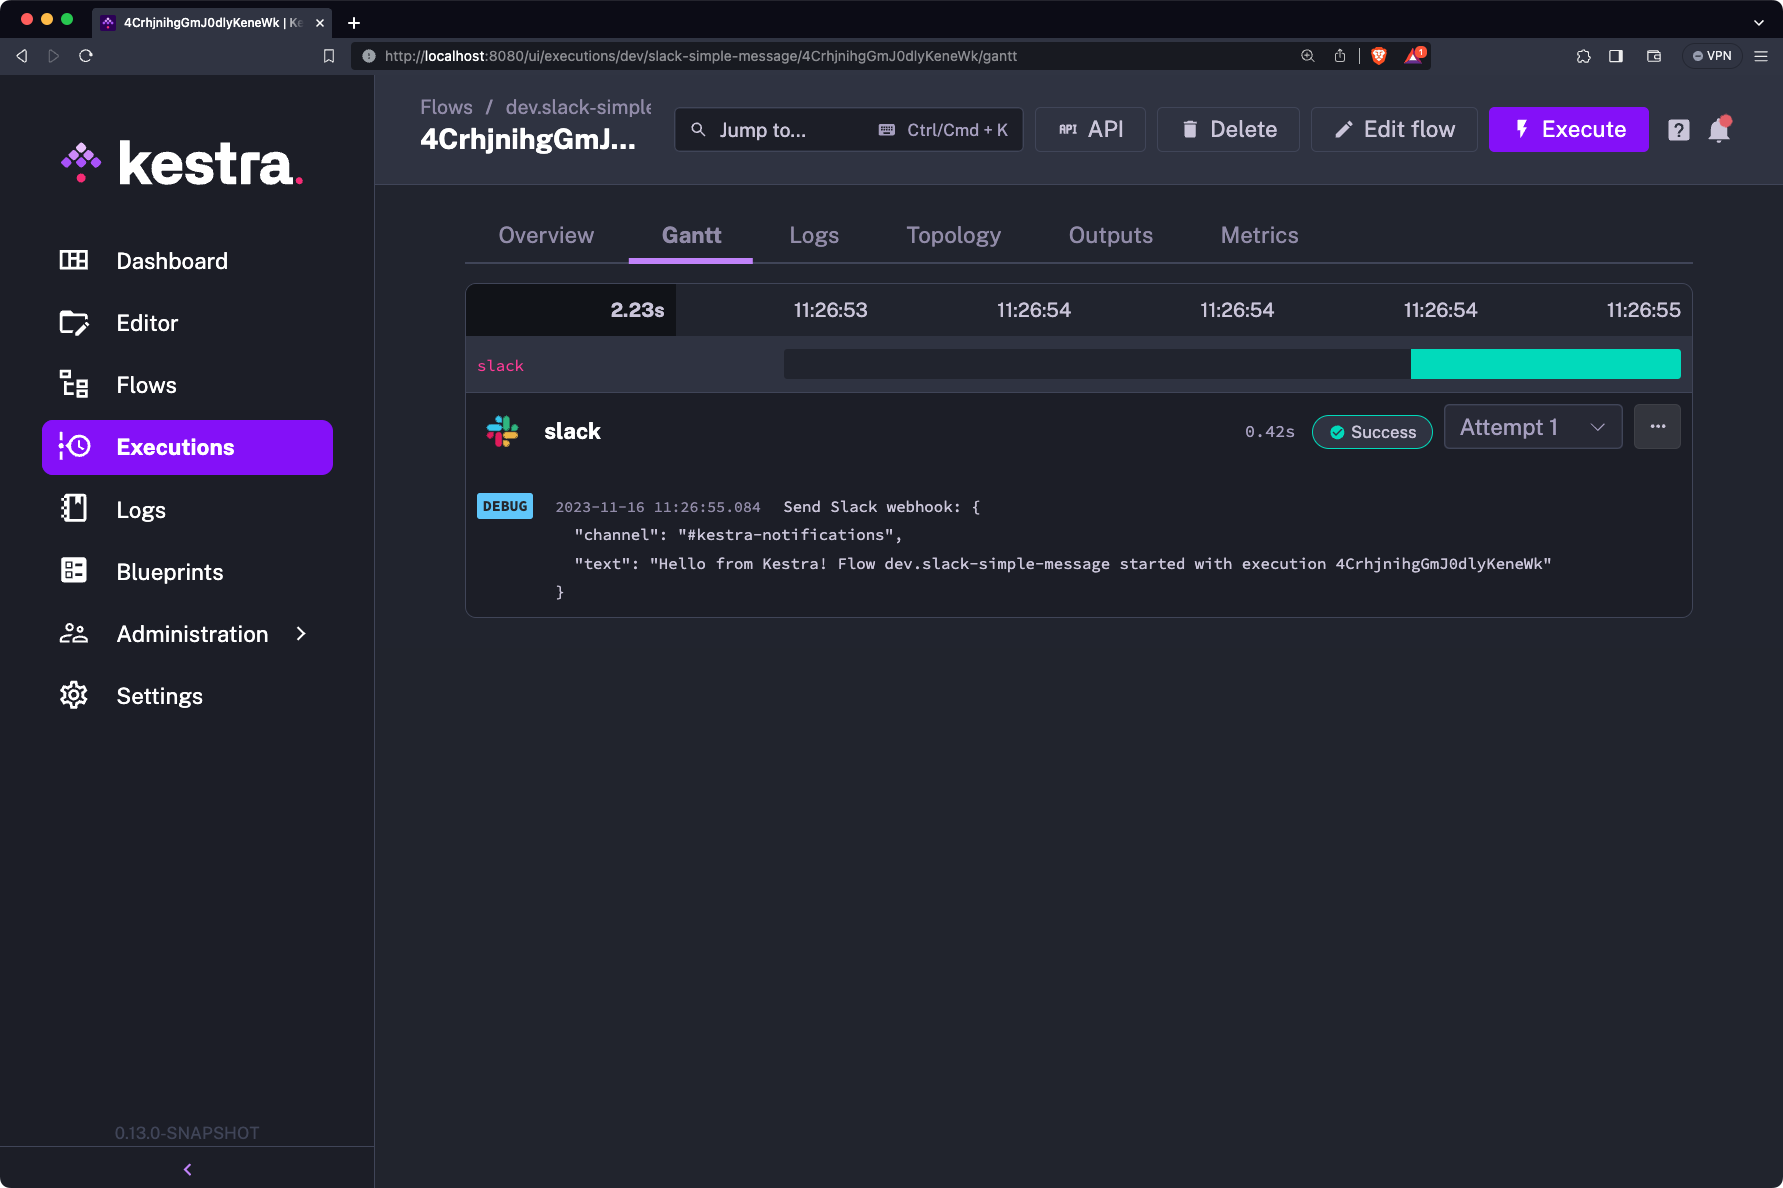 4CrhjnihgGmJ0dlyKeneWk | Ke
http://localhost:8080/ui/executions/dev/slack-simple-message/4CrhjnihgGmJ0dlyKeneWk/gantt
1
VPN
kestra.
Dashboard
Editor
Flows
Executions
Logs
Blueprints
Administration
Settings
0.13.0-SNAPSHOT
Flows / dev.slack-simple
4CrhjnihgGmJ...
Jump to... Ctrl/Cmd + K
API API
Delete
Edit flow
Execute
?
Overview Gantt Logs Topology Outputs Metrics
2.23s 11:26:53 11:26:54 11:26:54 11:26:54 11:26:55
slack
slack 0.42s Success Attempt 1
DEBUG 2023-11-16 11:26:55.084 Send Slack webhook: {
"channel": "#kestra-notifications",
"text": "Hello from Kestra! Flow dev.slack-simple-message started with execution 4CrhjnihgGmJ0dlyKeneWk"
}